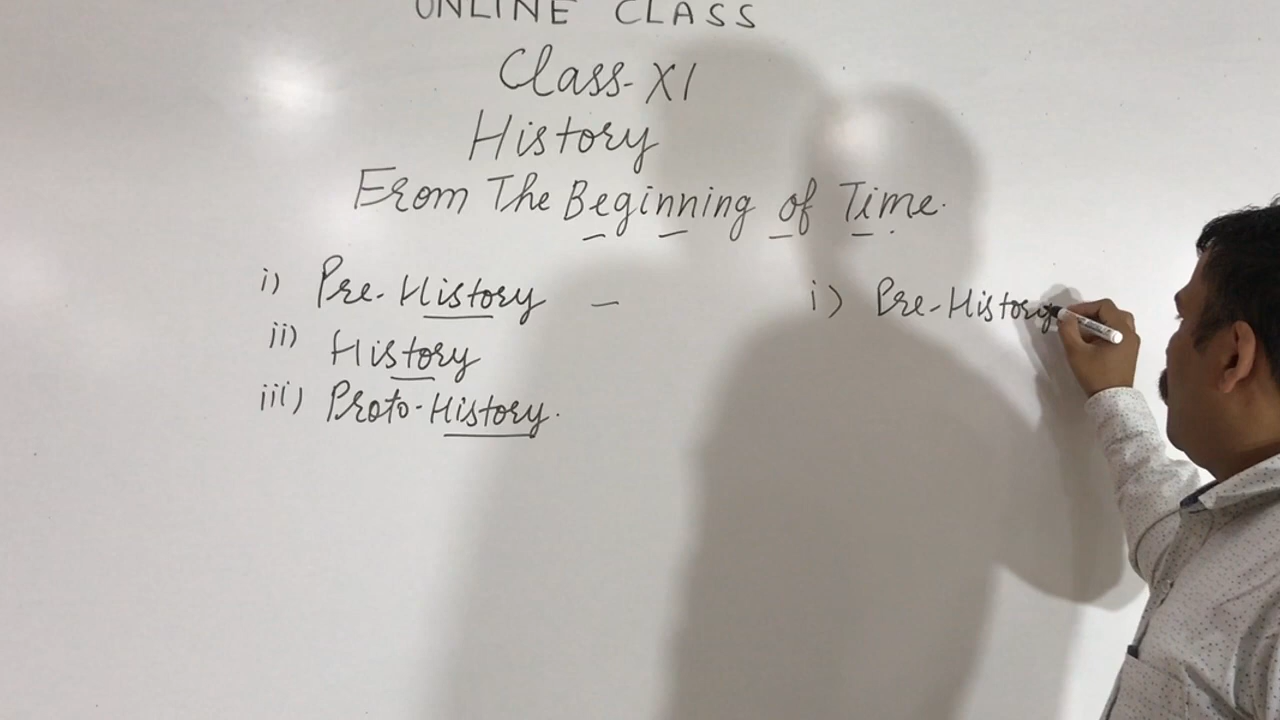 ONLINE CLASS
Class-XI
History
From The Beginning of Time.
i) Pre-History –
ii) History
iii) Proto-History.
i) Pre-History